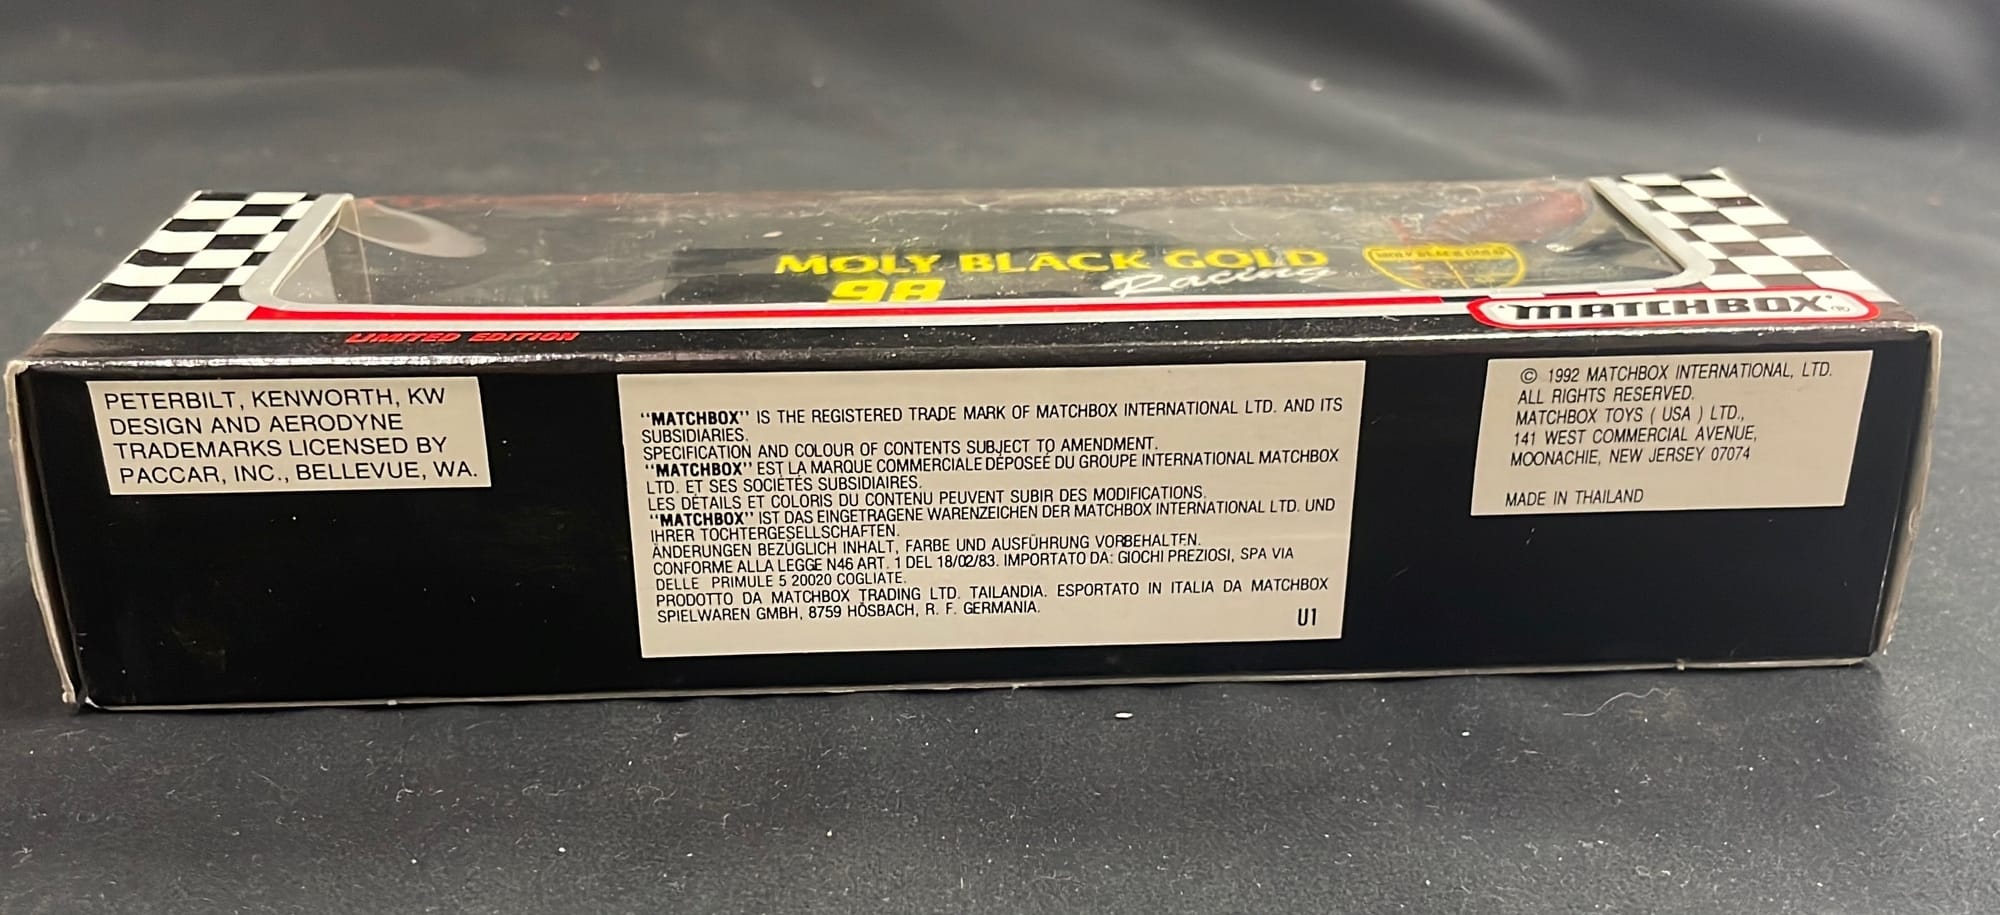 MOLY BLACK GOLD
98
Racing
MOLY BLACK GOLD
LIMITED EDITION
"MATCHBOX"®
PETERBILT, KENWORTH, KW
DESIGN AND AERODYNE
TRADEMARKS LICENSED BY
PACCAR, INC., BELLEVUE, WA.
"MATCHBOX" IS THE REGISTERED TRADE MARK OF MATCHBOX INTERNATIONAL LTD. AND ITS
SUBSIDIARIES.
SPECIFICATION AND COLOUR OF CONTENTS SUBJECT TO AMENDMENT.
"MATCHBOX" EST LA MARQUE COMMERCIALE DÉPOSÉE DU GROUPE INTERNATIONAL MATCHBOX
LTD. ET SES SOCIÉTÉS SUBSIDIAIRES.
LES DÉTAILS ET COLORIS DU CONTENU PEUVENT SUBIR DES MODIFICATIONS.
"MATCHBOX" IST DAS EINGETRAGENE WARENZEICHEN DER MATCHBOX INTERNATIONAL LTD. UND
IHRER TOCHTERGESELLSCHAFTEN.
ÄNDERUNGEN BEZÜGLICH INHALT, FARBE UND AUSFÜHRUNG VORBEHALTEN.
CONFORME ALLA LEGGE N46 ART. 1 DEL 18/02/83. IMPORTATO DA: GIOCHI PREZIOSI, SPA VIA
DELLE PRIMULE 5 20020 COGLIATE.
PRODOTTO DA MATCHBOX TRADING LTD. TAILANDIA. ESPORTATO IN ITALIA DA MATCHBOX
SPIELWAREN GMBH, 8759 HÖSBACH, R. F. GERMANIA.
U1
© 1992 MATCHBOX INTERNATIONAL, LTD.
ALL RIGHTS RESERVED.
MATCHBOX TOYS ( USA ) LTD.,
141 WEST COMMERCIAL AVENUE,
MOONACHIE, NEW JERSEY 07074
MADE IN THAILAND